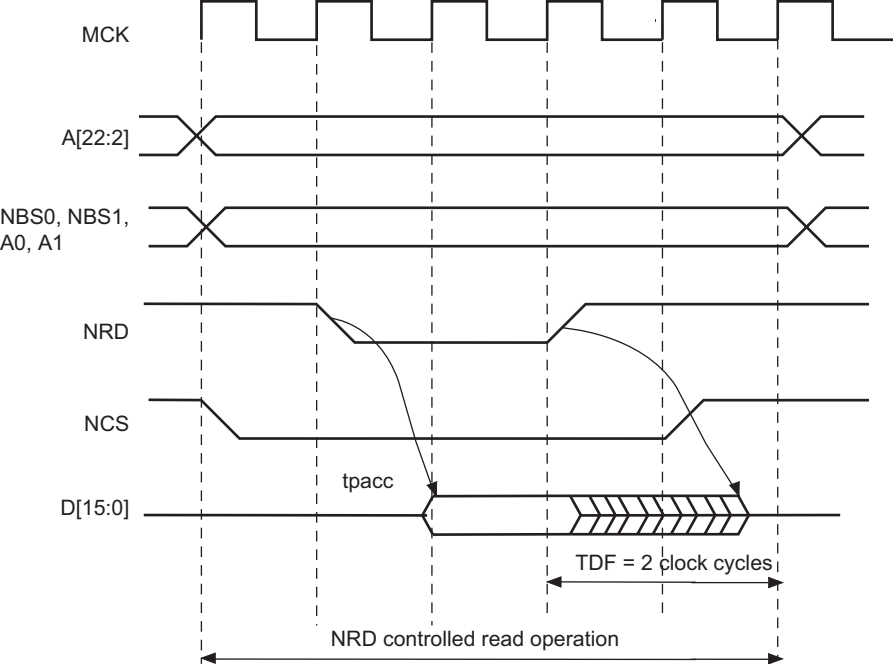 MCK
A[22:2]
NBS0, NBS1,
A0, A1
NRD
NCS
tpacc
D[15:0]
TDF = 2 clock cycles
NRD controlled read operation